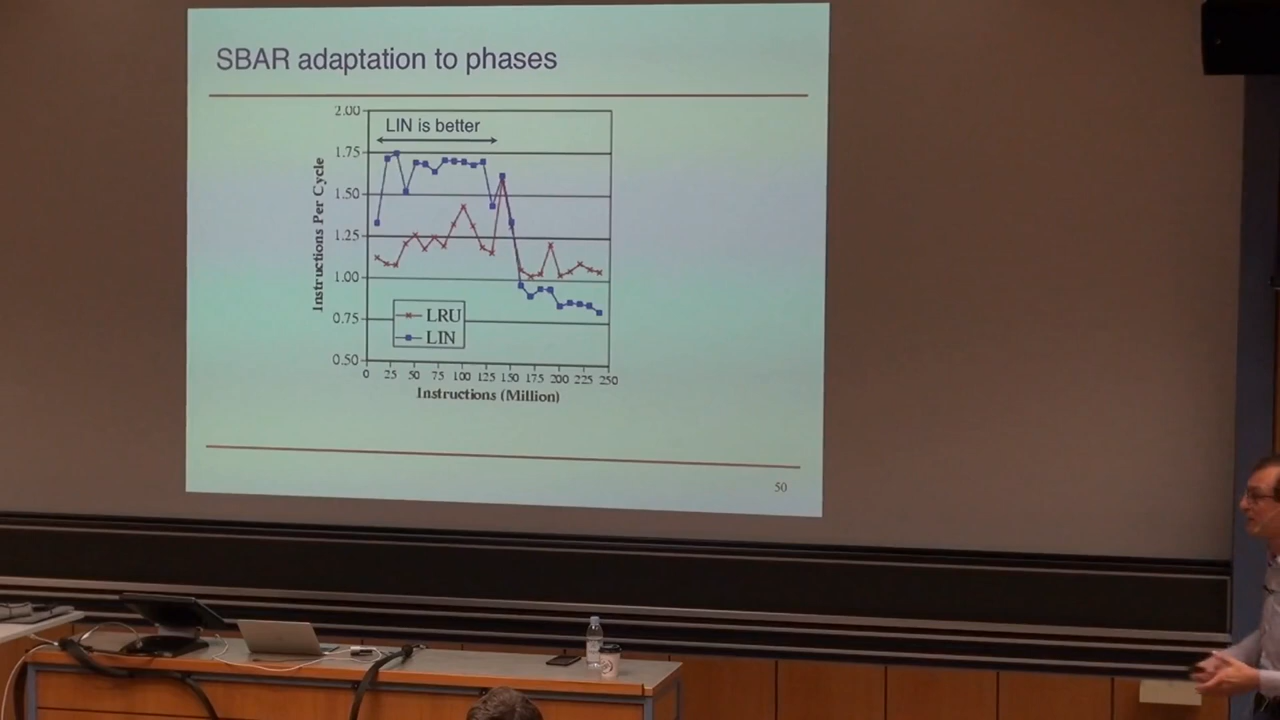 SBAR adaptation to phases
2.00
LIN is better
1.75
1.50
1.25
1.00
0.75
0.50
Instructions Per Cycle
LRU
LIN
0 25 50 75 100 125 150 175 200 225 250
Instructions (Million)
50